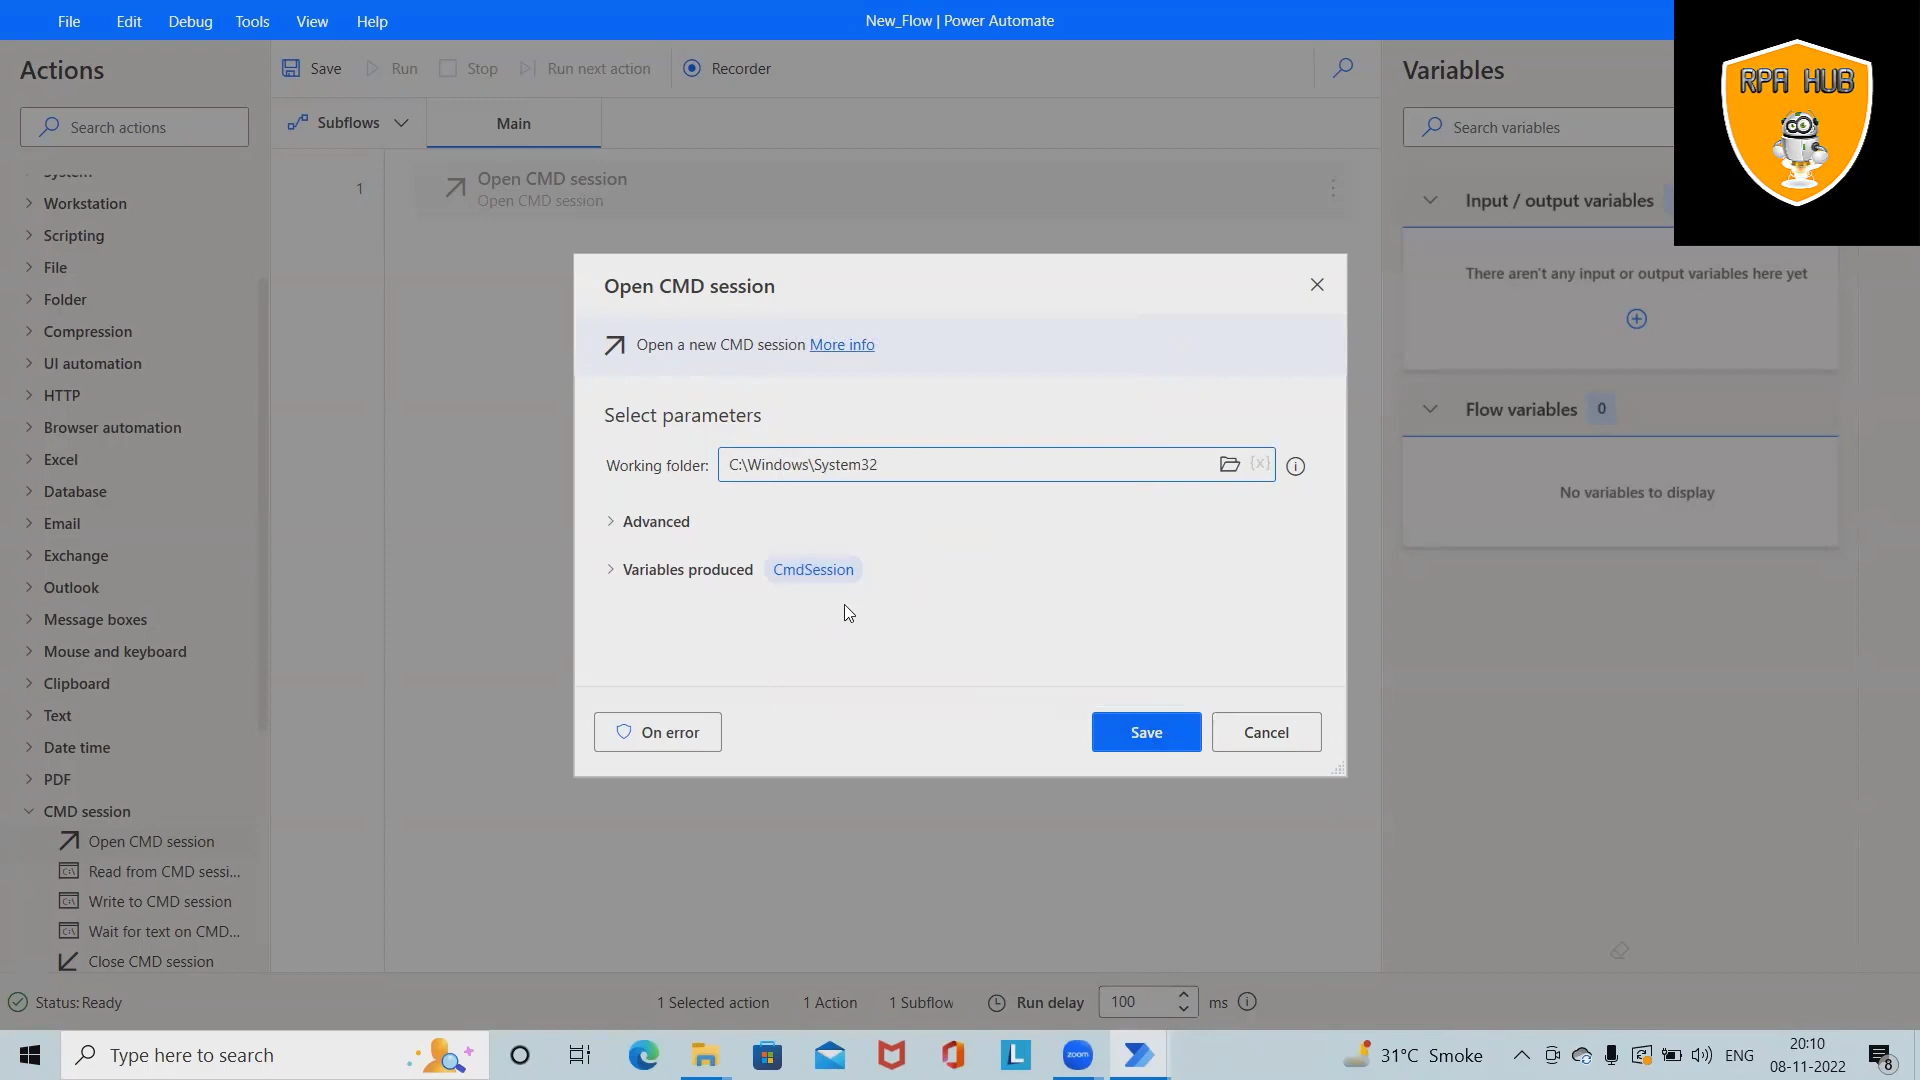 File Edit Debug Tools View Help New_Flow | Power Automate
RPA HUB
Actions
Search actions
System
Workstation
Scripting
File
Folder
Compression
UI automation
HTTP
Browser automation
Excel
Database
Email
Exchange
Outlook
Message boxes
Mouse and keyboard
Clipboard
Text
Date time
PDF
CMD session
Open CMD session
Read from CMD sessi...
Write to CMD session
Wait for text on CMD...
Close CMD session
Save Run Stop Run next action Recorder
Subflows Main
1 Open CMD session
Open CMD session
Open CMD session
Open a new CMD session More info
Select parameters
Working folder: C:\Windows\System32 {x}
Advanced
Variables produced CmdSession
On error Save Cancel
Variables
Search variables
Input / output variables
There aren't any input or output variables here yet
Flow variables 0
No variables to display
Status: Ready 1 Selected action 1 Action 1 Subflow Run delay 100 ms
Type here to search zoom 31°C Smoke ENG 20:10
08-11-2022 8